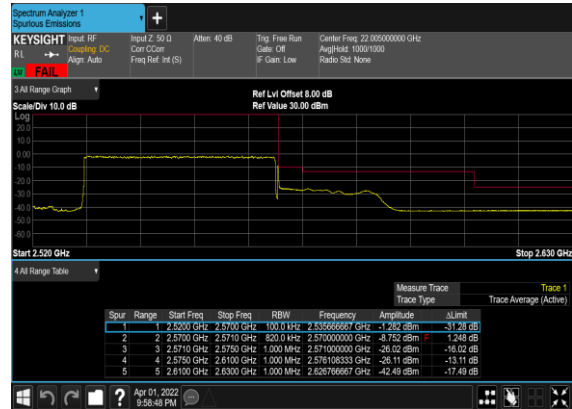 Spectrum Analyzer 1
Spurious Emissions
+
KEYSIGHT Input: RF Input Z: 50 Ω Atten: 40 dB Trig: Free Run Center Freq: 22.005000000 GHz
RL Coupling: DC Corr CCorr Gate: Off Avg|Hold: 1000/1000
Align: Auto Freq Ref: Int (S) IF Gain: Low Radio Std: None
LW FAIL
3 All Range Graph Ref Lvl Offset 8.00 dB
Scale/Div 10.0 dB Ref Value 30.00 dBm
Log
20.0
10.0
0.00
-10.0
-20.0
-30.0
-40.0
-50.0
-60.0
Start 2.520 GHz Stop 2.630 GHz
4 All Range Table
Measure Trace Trace 1
Trace Type Trace Average (Active)
Spur Range Start Freq Stop Freq RBW Frequency Amplitude ΔLimit
1 1 2.5200 GHz 2.5700 GHz 100.0 kHz 2.535666667 GHz -1.282 dBm -31.28 dB
2 2 2.5700 GHz 2.5710 GHz 820.0 kHz 2.570000000 GHz -8.752 dBm F 1.248 dB
3 3 2.5710 GHz 2.5750 GHz 1.000 MHz 2.571000000 GHz -26.02 dBm -16.02 dB
4 4 2.5750 GHz 2.6100 GHz 1.000 MHz 2.576108333 GHz -26.11 dBm -13.11 dB
5 5 2.6100 GHz 2.6300 GHz 1.000 MHz 2.626766667 GHz -42.49 dBm -17.49 dB
? Apr 01, 2022
9:58:48 PM